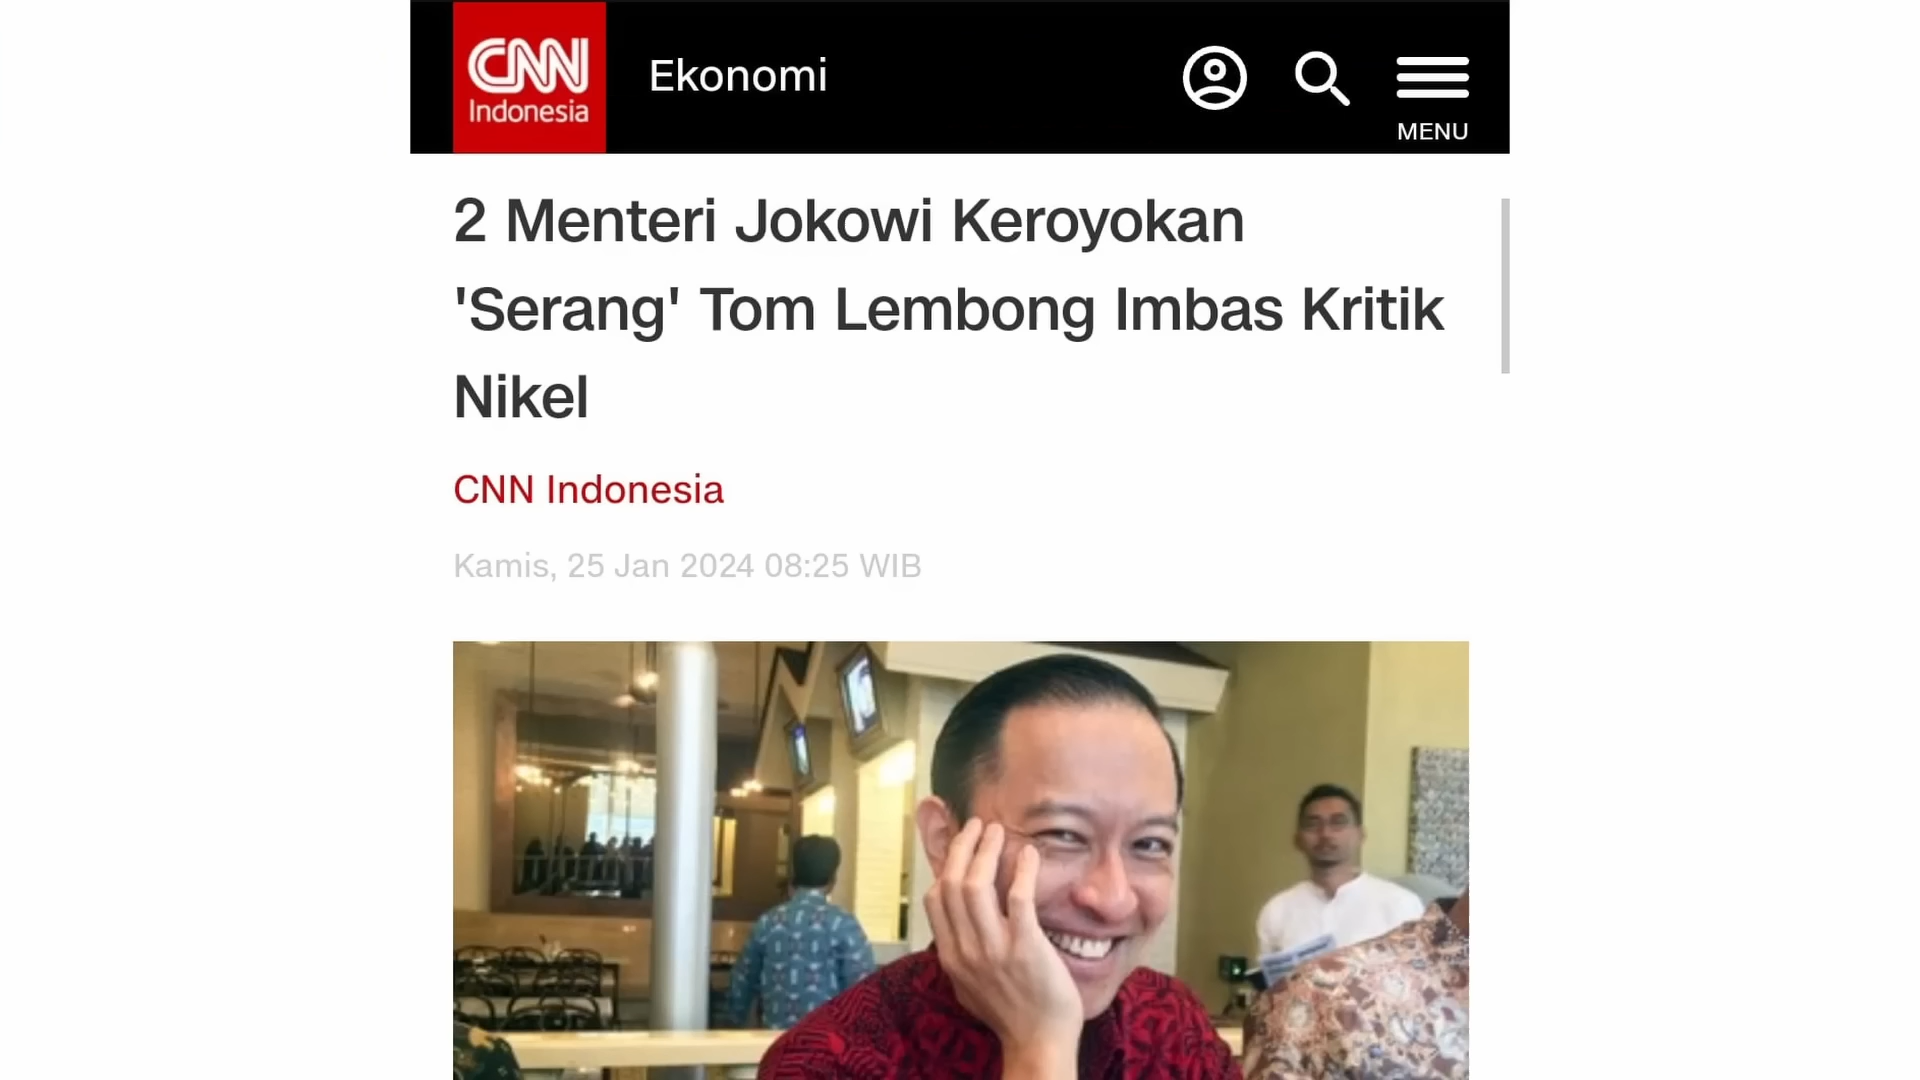 CNN
Indonesia
Ekonomi
MENU
2 Menteri Jokowi Keroyokan
'Serang' Tom Lembong Imbas Kritik
Nikel
CNN Indonesia
Kamis, 25 Jan 2024 08:25 WIB